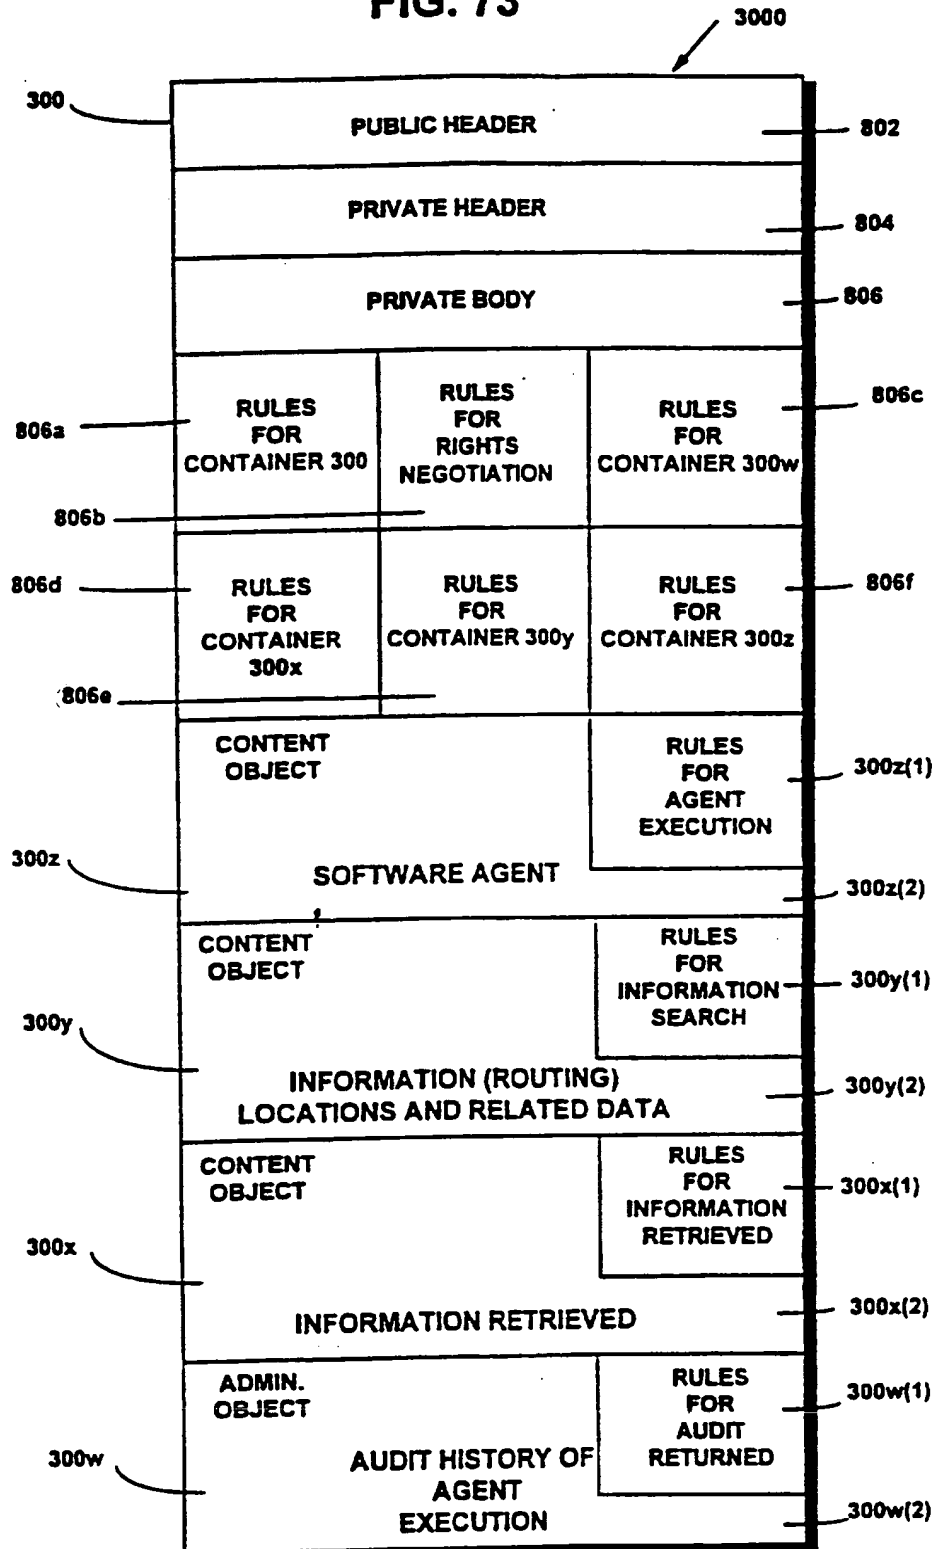 FIG. 73
3000
300
PUBLIC HEADER
802
PRIVATE HEADER
804
PRIVATE BODY
806
RULES
FOR
CONTAINER 300
806a
RULES
FOR
RIGHTS
NEGOTIATION
806b
RULES
FOR
CONTAINER 300w
806c
RULES
FOR
CONTAINER
300x
806d
RULES
FOR
CONTAINER 300y
806e
RULES
FOR
CONTAINER 300z
806f
CONTENT
OBJECT
RULES
FOR
AGENT
EXECUTION
300z(1)
300z
SOFTWARE AGENT
300z(2)
CONTENT
OBJECT
RULES
FOR
INFORMATION
SEARCH
300y(1)
300y
INFORMATION (ROUTING)
LOCATIONS AND RELATED DATA
300y(2)
CONTENT
OBJECT
RULES
FOR
INFORMATION
RETRIEVED
300x(1)
300x
INFORMATION RETRIEVED
300x(2)
ADMIN.
OBJECT
RULES
FOR
AUDIT
RETURNED
300w(1)
300w
AUDIT HISTORY OF
AGENT
EXECUTION
300w(2)